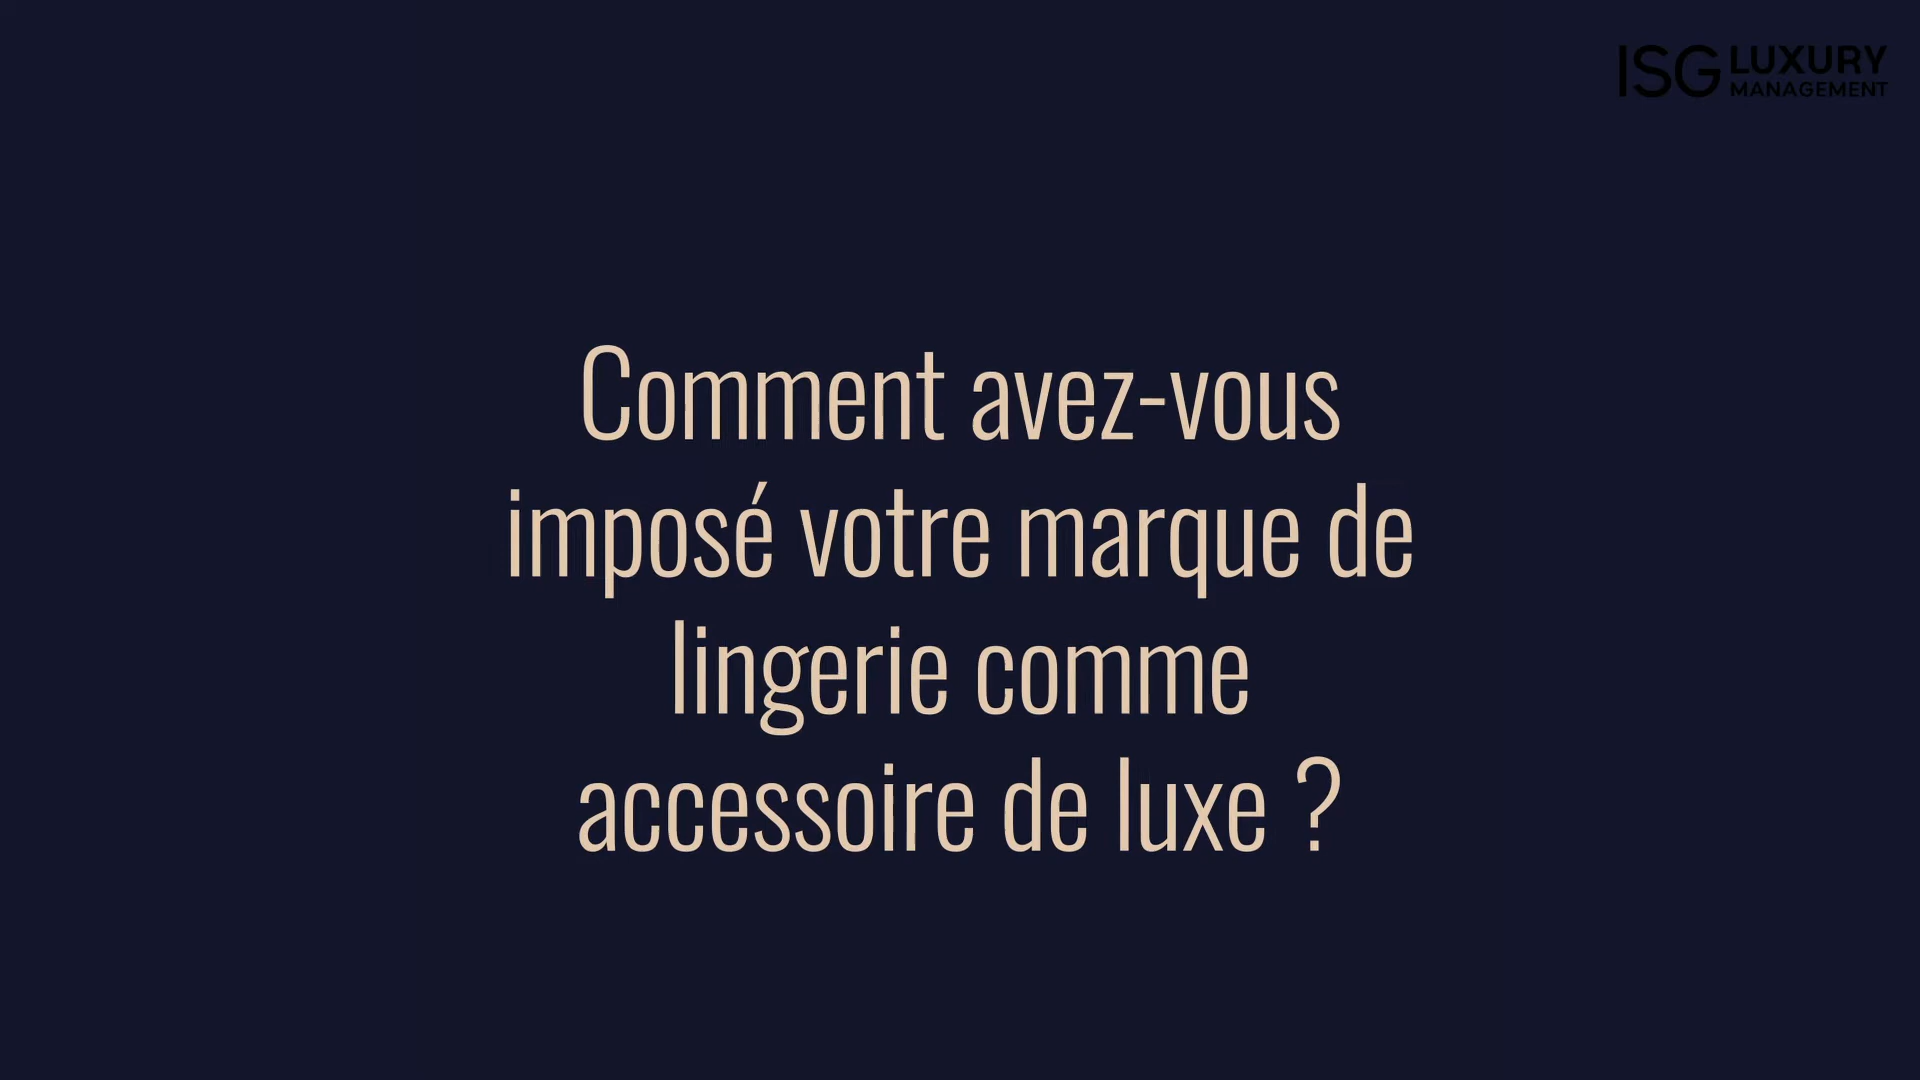 ISG LUXURY
MANAGEMENT
Comment avez-vous
imposé votre marque de
lingerie comme
accessoire de luxe ?